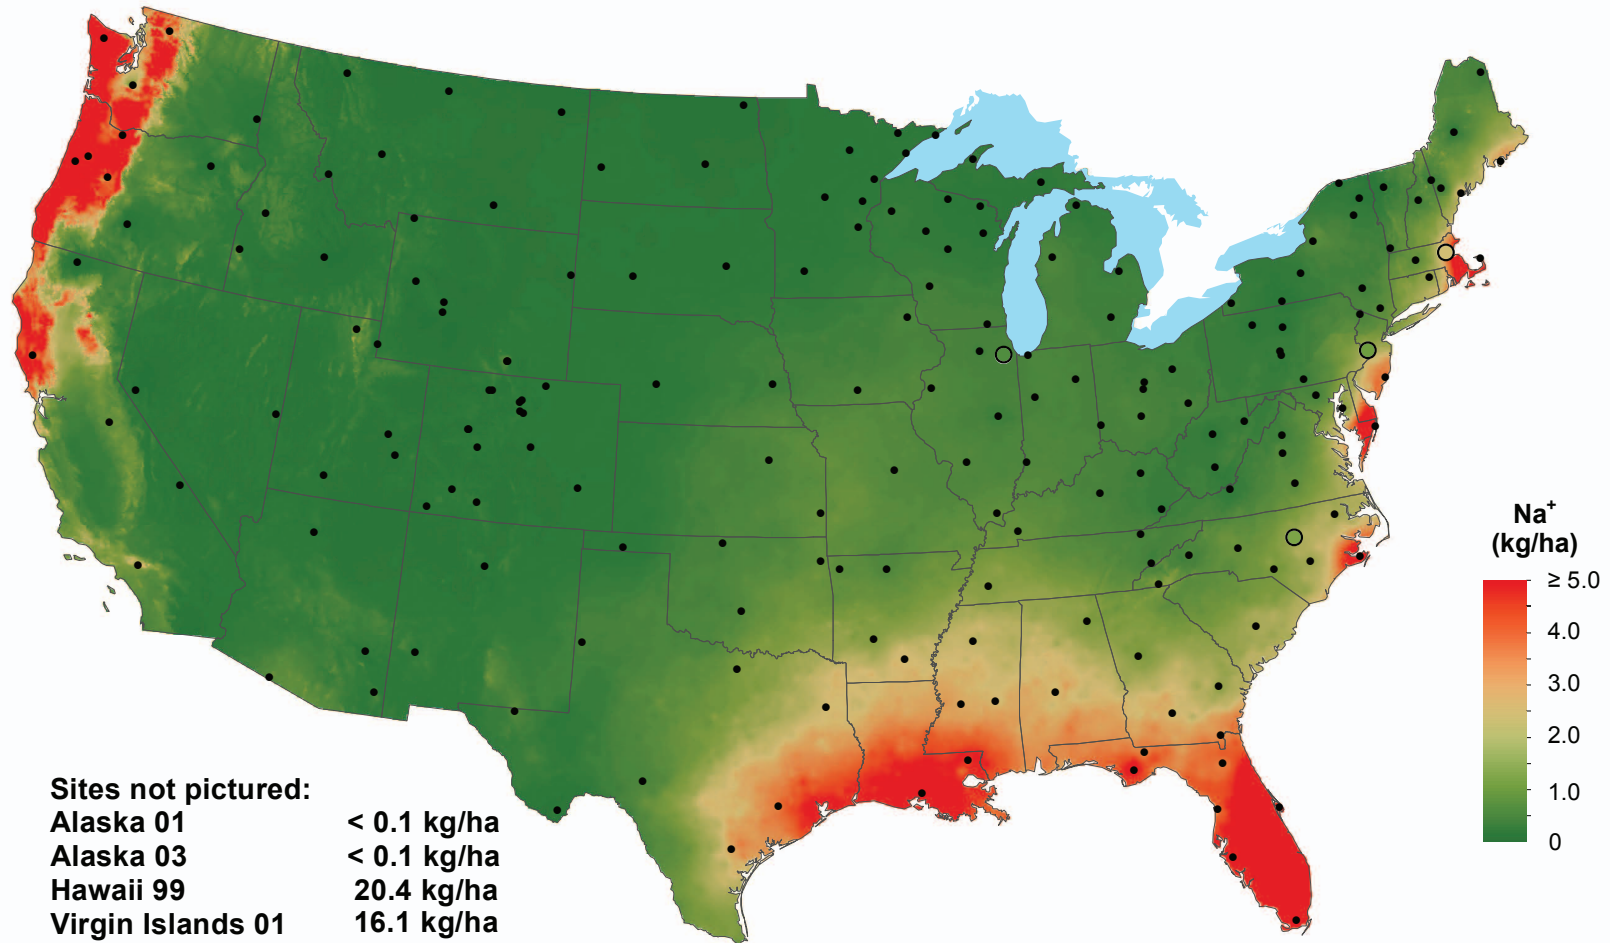 Na+
(kg/ha)
≥ 5.0
4.0
3.0
2.0
1.0
0
Sites not pictured:
Alaska 01 < 0.1 kg/ha
Alaska 03 < 0.1 kg/ha
Hawaii 99 20.4 kg/ha
Virgin Islands 01 16.1 kg/ha